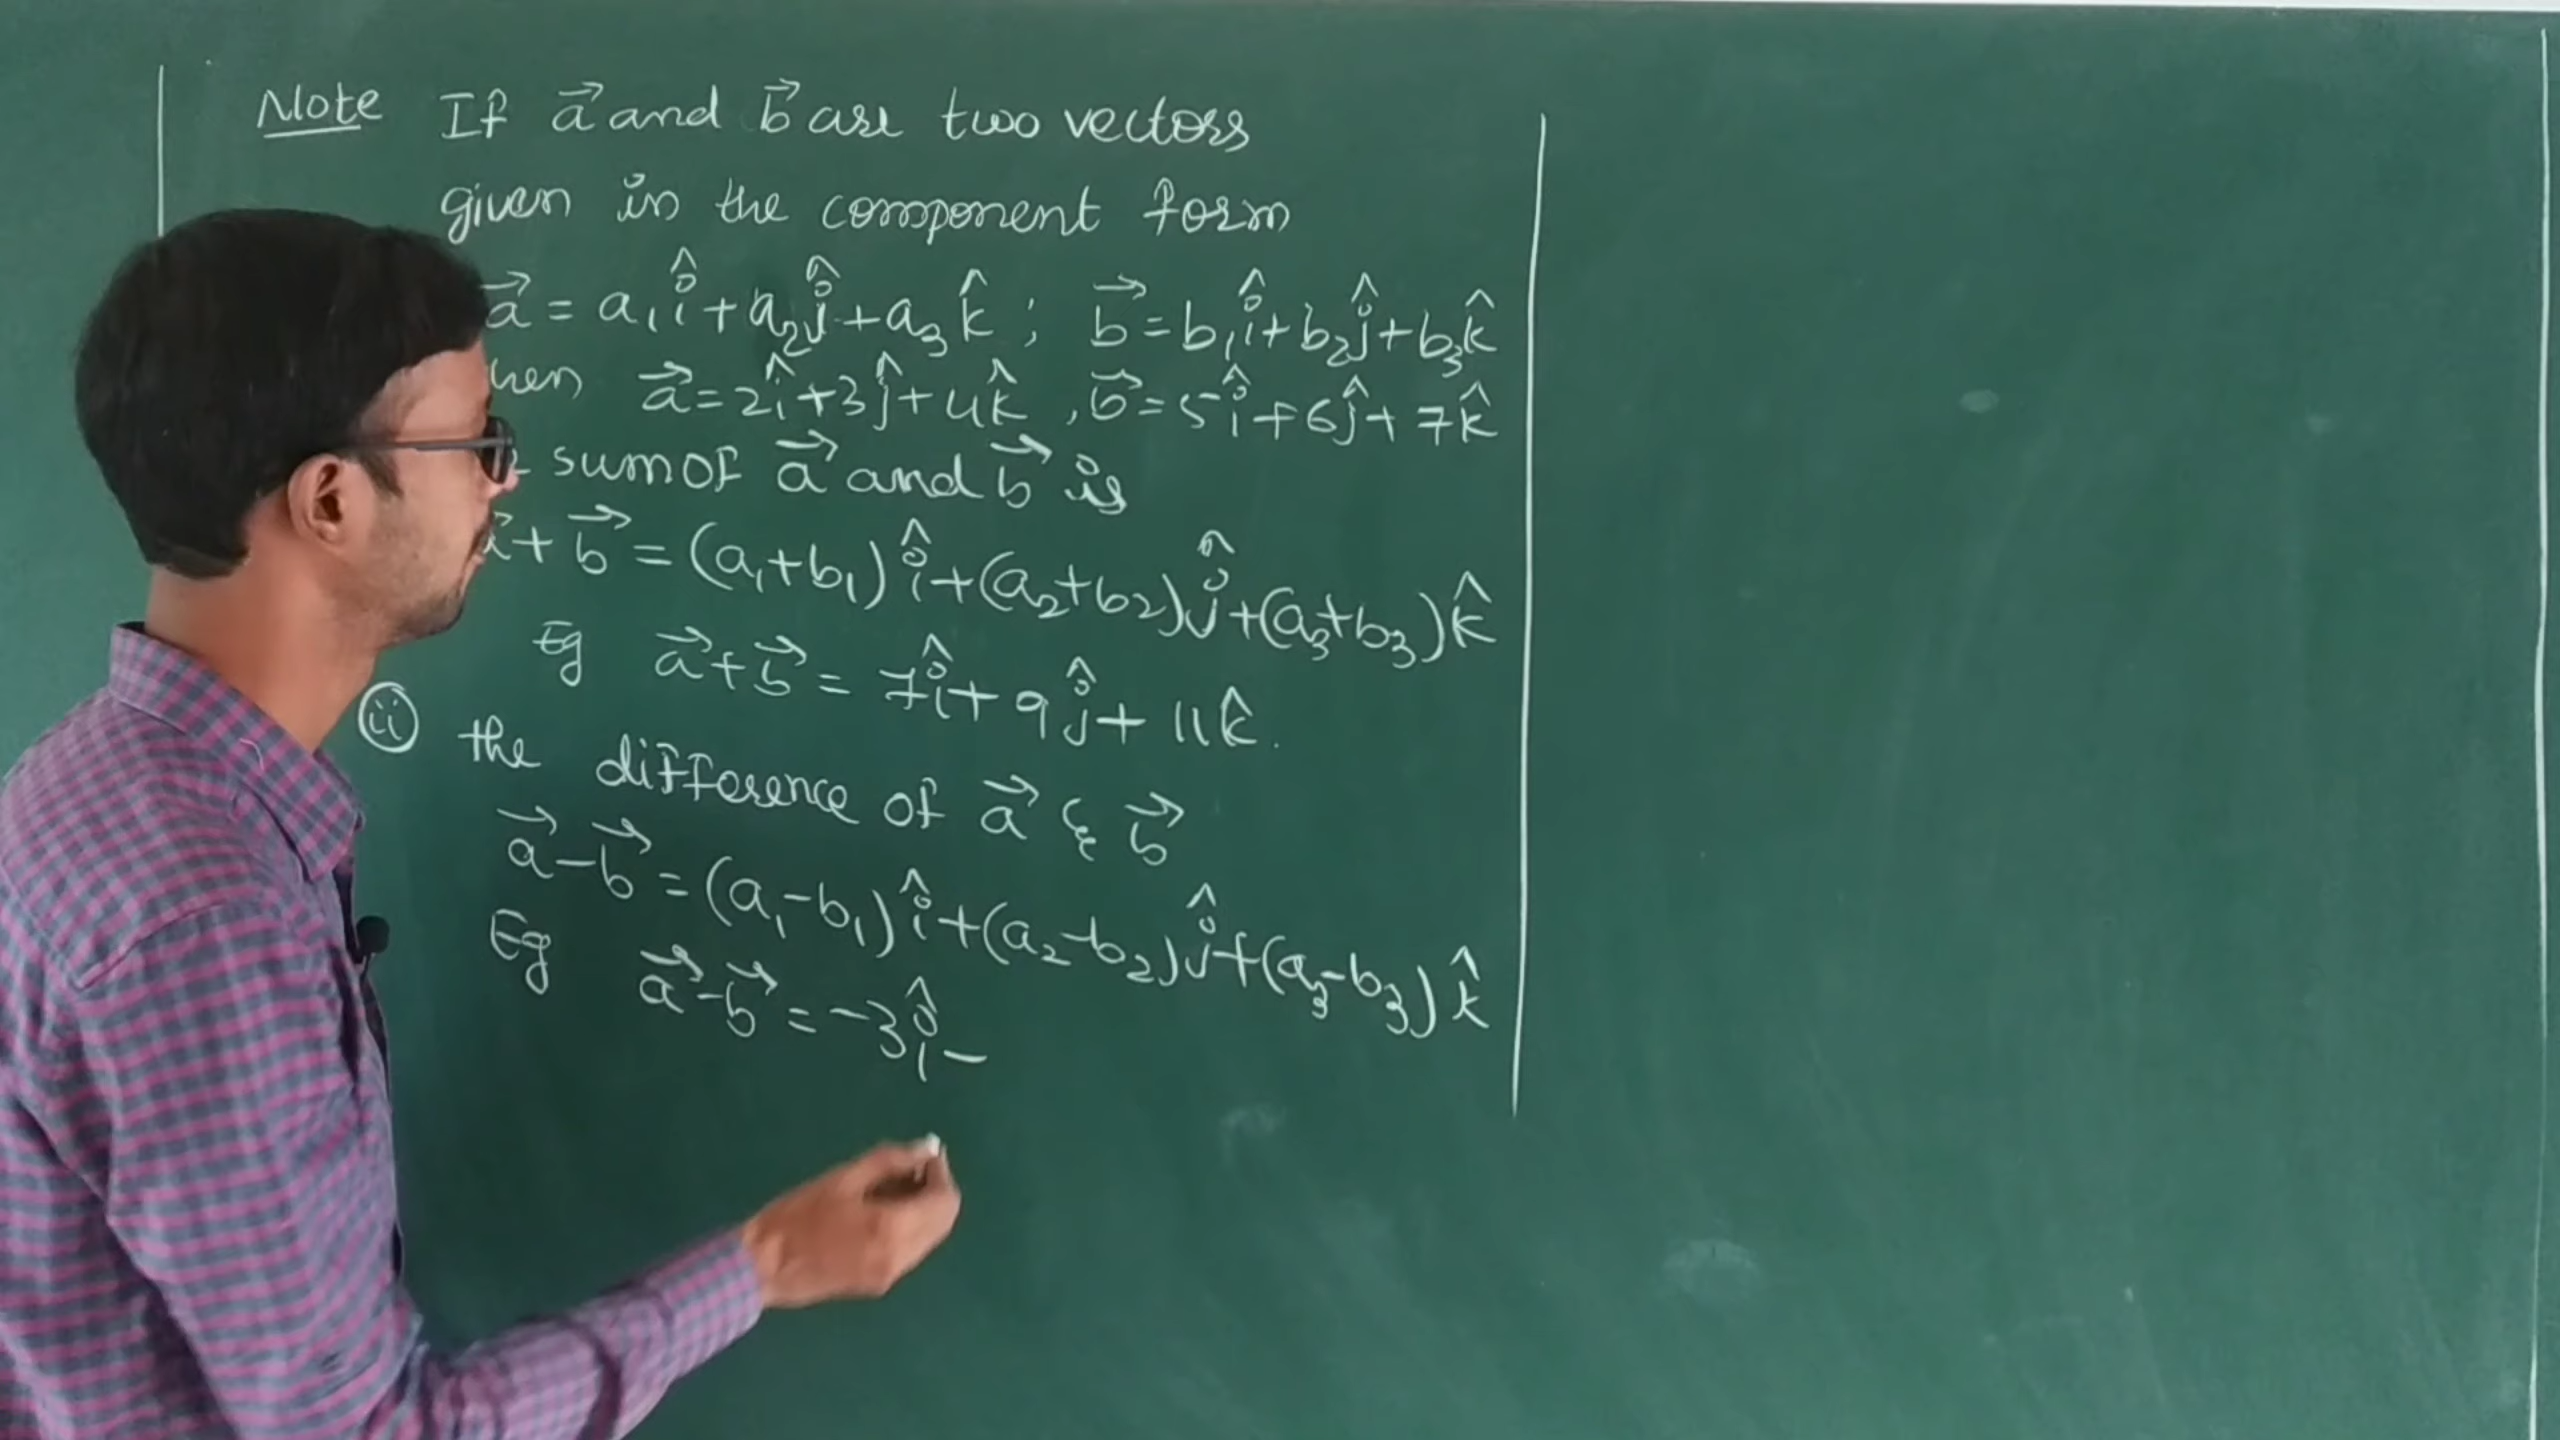 Note If a⃗ and b⃗ are two vectors
given in the component form
a⃗ = a₁î + a₂ĵ + a₃k̂ ; b⃗ = b₁î + b₂ĵ + b₃k̂
a⃗ = 2î + 3ĵ + 4k̂ , b⃗ = 5î + 6ĵ + 7k̂
sum of a⃗ and b⃗ is
+ b⃗ = (a₁+b₁)î + (a₂+b₂)ĵ + (a₃+b₃)k̂
Eg a⃗ + b⃗ = 7î + 9ĵ + 11k̂.
(ii) the difference of a⃗ & b⃗
a⃗ - b⃗ = (a₁-b₁)î + (a₂-b₂)ĵ + (a₃-b₃)k̂
Eg a⃗ - b⃗ = -3î -